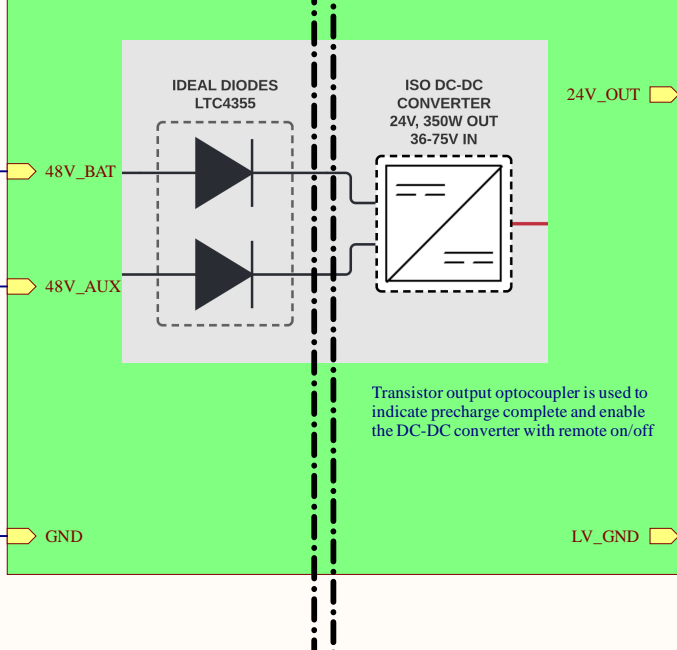 IDEAL DIODES
LTC4355
ISO DC-DC
CONVERTER
24V, 350W OUT
36-75V IN
24V_OUT
48V_BAT
48V_AUX
Transistor output optocoupler is used to
indicate precharge complete and enable
the DC-DC converter with remote on/off
GND
LV_GND